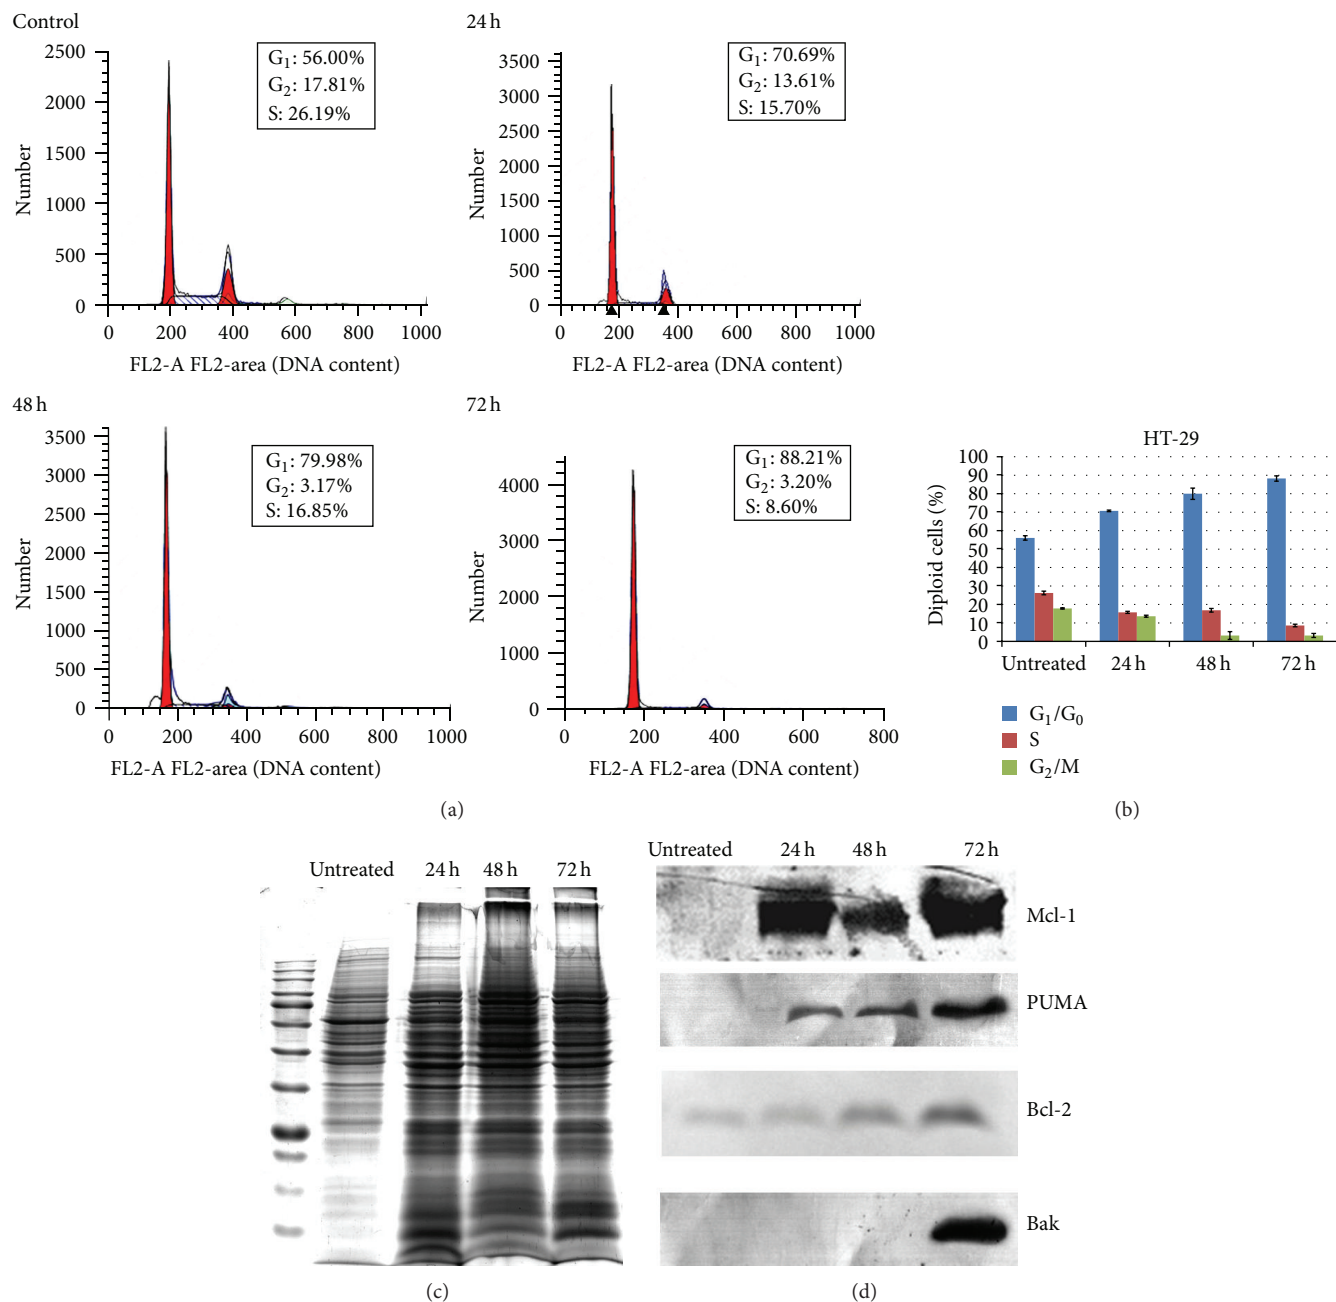 Control
G₁: 56.00%
G₂: 17.81%
S: 26.19%
2500
2000
1500
1000
500
0
Number
0 200 400 600 800 1000
FL2-A FL2-area (DNA content)
24 h
G₁: 70.69%
G₂: 13.61%
S: 15.70%
3500
3000
2500
2000
1500
1000
500
0
Number
0 200 400 600 800 1000
FL2-A FL2-area (DNA content)
48 h
G₁: 79.98%
G₂: 3.17%
S: 16.85%
3500
3000
2500
2000
1500
1000
500
0
Number
0 200 400 600 800 1000
FL2-A FL2-area (DNA content)
72 h
G₁: 88.21%
G₂: 3.20%
S: 8.60%
4000
3000
2000
1000
0
Number
0 200 400 600 800
FL2-A FL2-area (DNA content)
(a)
HT-29
100
90
80
70
60
50
40
30
20
10
0
Diploid cells (%)
Untreated 24 h 48 h 72 h
G₁/G₀
S
G₂/M
(b)
Untreated 24 h 48 h 72 h
(c)
Untreated 24 h 48 h 72 h
Mcl-1
PUMA
Bcl-2
Bak
(d)